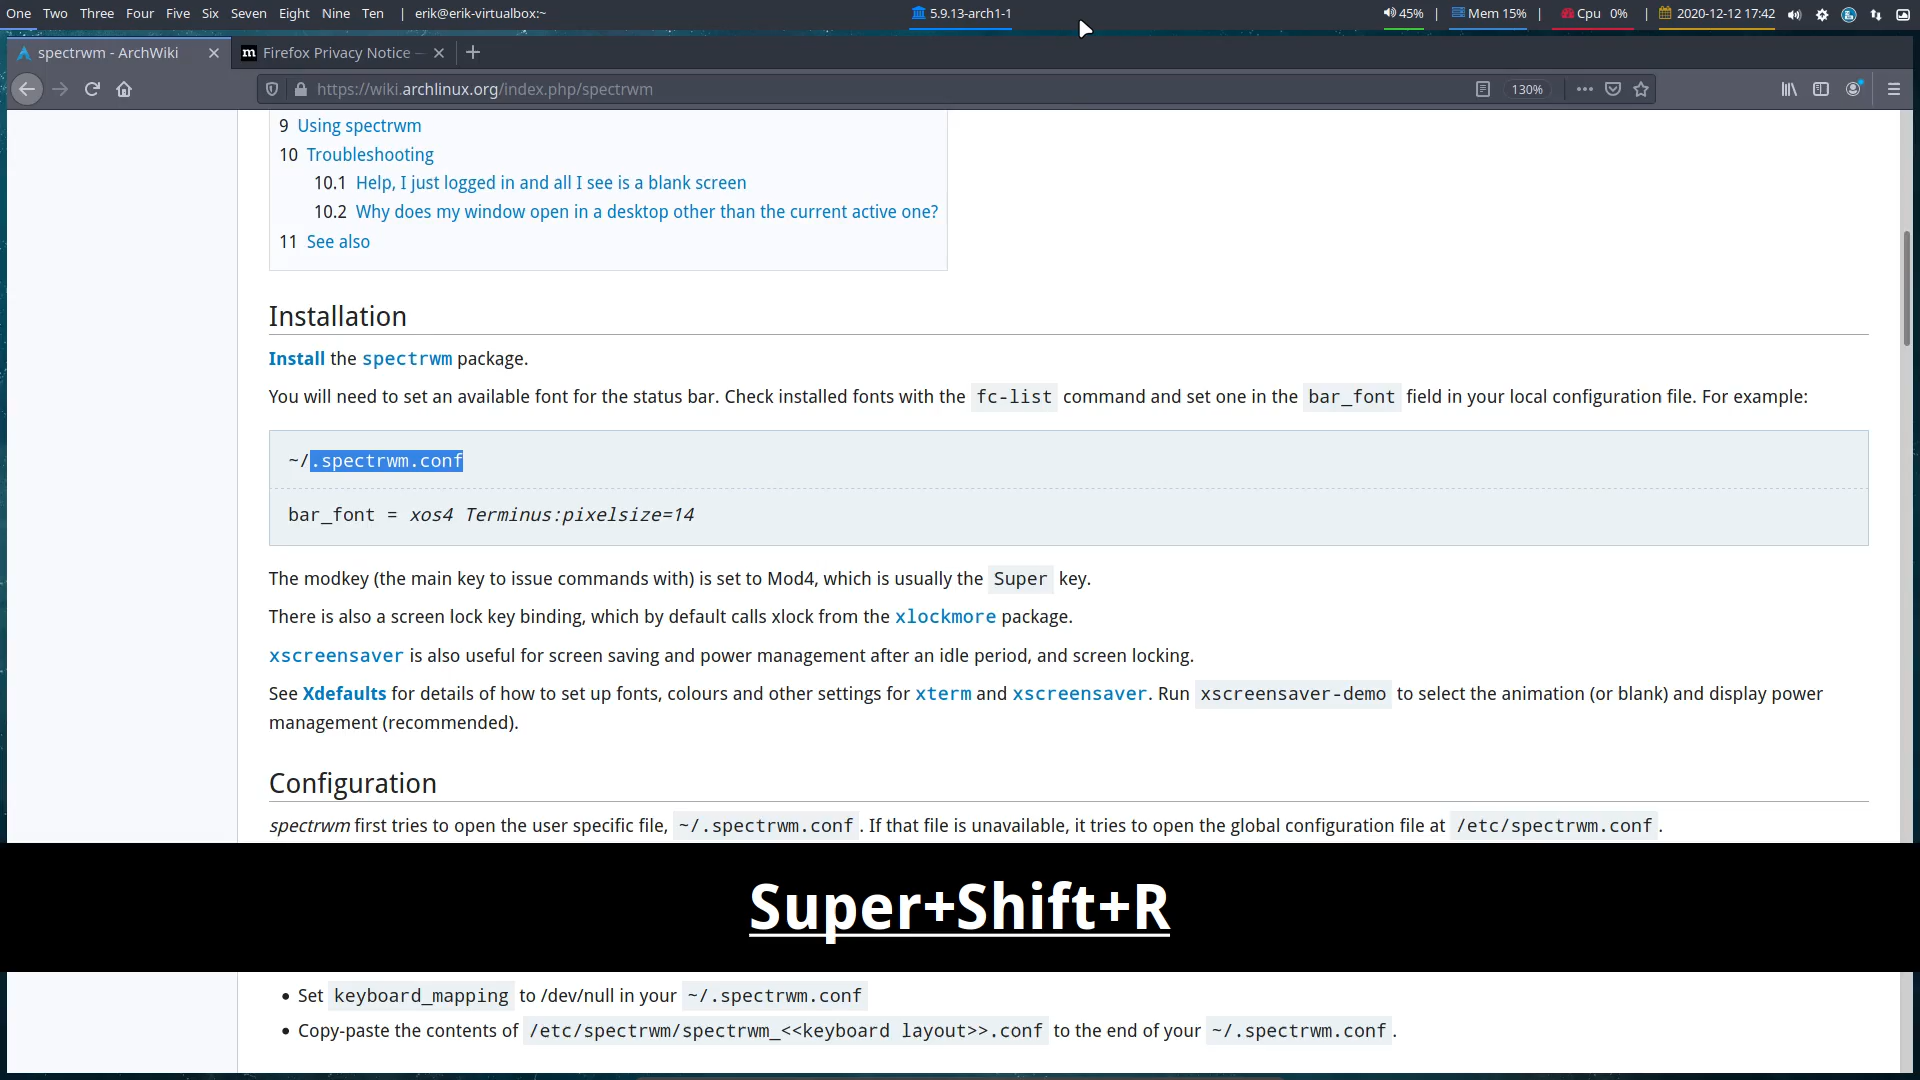 One Two Three Four Five Six Seven Eight Nine Ten | erik@erik-virtualbox:~ 5.9.13-arch1-1 45% | Mem 15% | Cpu 0% | 2020-12-12 17:42
spectrwm - ArchWiki m Firefox Privacy Notice —
https://wiki.archlinux.org/index.php/spectrwm 130%
9 Using spectrwm
10 Troubleshooting
10.1 Help, I just logged in and all I see is a blank screen
10.2 Why does my window open in a desktop other than the current active one?
11 See also
Installation
Install the spectrwm package.
You will need to set an available font for the status bar. Check installed fonts with the fc-list command and set one in the bar_font field in your local configuration file. For example:
~/.spectrwm.conf
bar_font = xos4 Terminus:pixelsize=14
The modkey (the main key to issue commands with) is set to Mod4, which is usually the Super key.
There is also a screen lock key binding, which by default calls xlock from the xlockmore package.
xscreensaver is also useful for screen saving and power management after an idle period, and screen locking.
See Xdefaults for details of how to set up fonts, colours and other settings for xterm and xscreensaver. Run xscreensaver-demo to select the animation (or blank) and display power
management (recommended).
Configuration
spectrwm first tries to open the user specific file, ~/.spectrwm.conf. If that file is unavailable, it tries to open the global configuration file at /etc/spectrwm.conf.
Super+Shift+R
• Set keyboard_mapping to /dev/null in your ~/.spectrwm.conf
• Copy-paste the contents of /etc/spectrwm/spectrwm_<<keyboard layout>>.conf to the end of your ~/.spectrwm.conf.